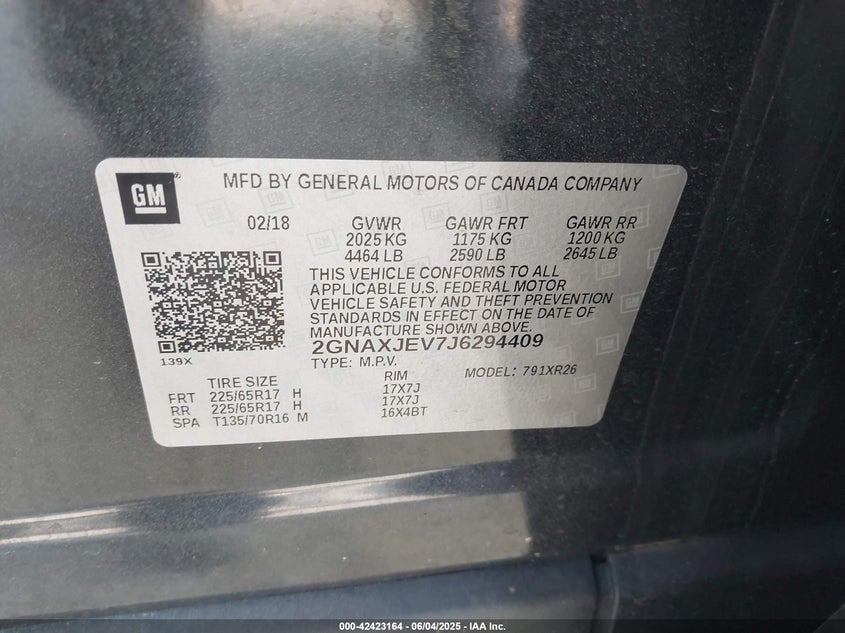 GM
MFD BY GENERAL MOTORS OF CANADA COMPANY
02/18 GVWR GAWR FRT GAWR RR
2025 KG 1175 KG 1200 KG
4464 LB 2590 LB 2645 LB
THIS VEHICLE CONFORMS TO ALL
APPLICABLE U.S. FEDERAL MOTOR
VEHICLE SAFETY AND THEFT PREVENTION
STANDARDS IN EFFECT ON THE DATE OF
MANUFACTURE SHOWN ABOVE.
2GNAXJEV7J6294409
139X
TYPE: M.P.V. MODEL: 791XR26
TIRE SIZE RIM
FRT 225/65R17 H 17X7J
RR 225/65R17 H 17X7J
SPA T135/70R16 M 16X4BT
000-42423164 - 06/04/2025 - IAA Inc.